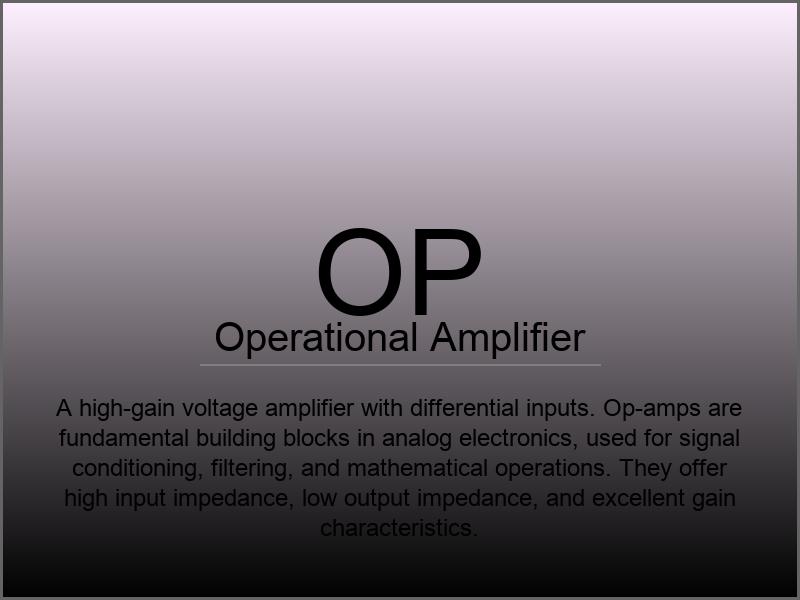 OP
Operational Amplifier
A high-gain voltage amplifier with differential inputs. Op-amps are
fundamental building blocks in analog electronics, used for signal
conditioning, filtering, and mathematical operations. They offer
high input impedance, low output impedance, and excellent gain
characteristics.